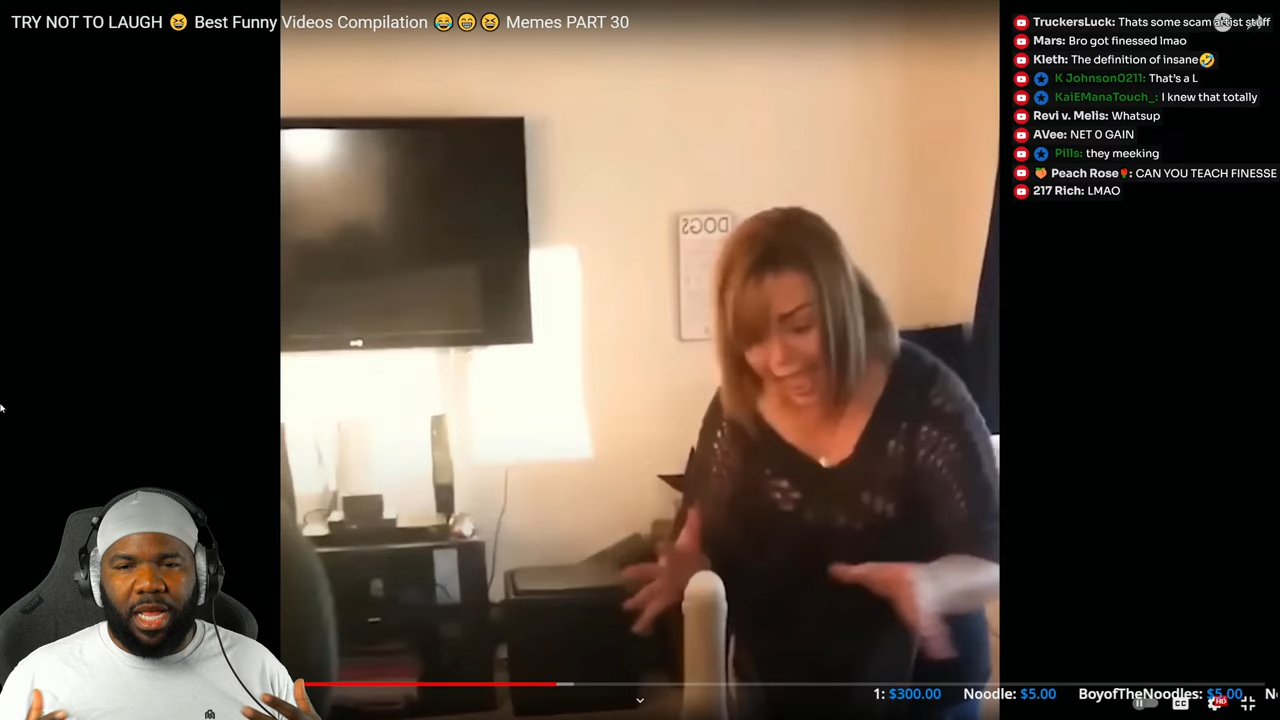 TRY NOT TO LAUGH 😆 Best Funny Videos Compilation 😂😁😆 Memes PART 30
TruckersLuck: Thats some scam artist stuff
Mars: Bro got finessed lmao
Kleth: The definition of insane🤣
K Johnson0211: That's a L
KaiEManaTouch_: I knew that totally
Revi v. Melis: Whatsup
AVee: NET 0 GAIN
Pills: they meeking
🍑 Peach Rose🌹: CAN YOU TEACH FINESSE
217 Rich: LMAO
DOGS
1: $300.00 Noodle: $5.00 BoyofTheNoodles: $5.00 N
HD